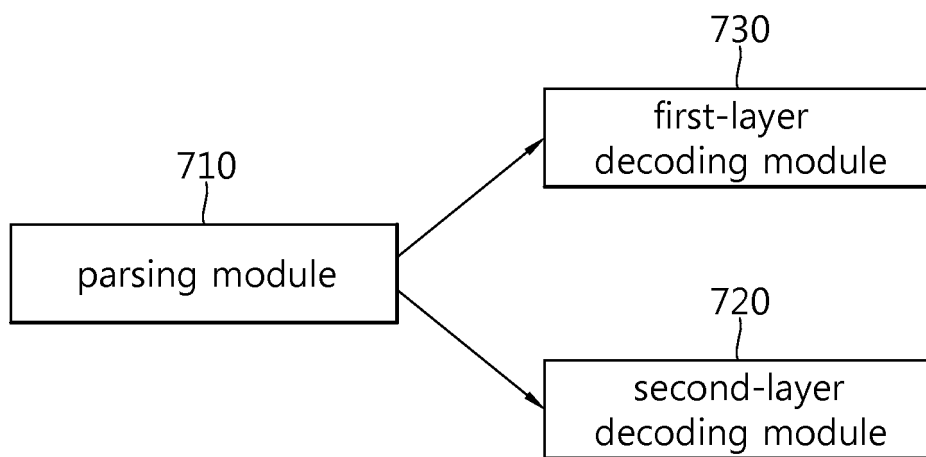 730
first-layer
decoding module
710
parsing module
720
second-layer
decoding module